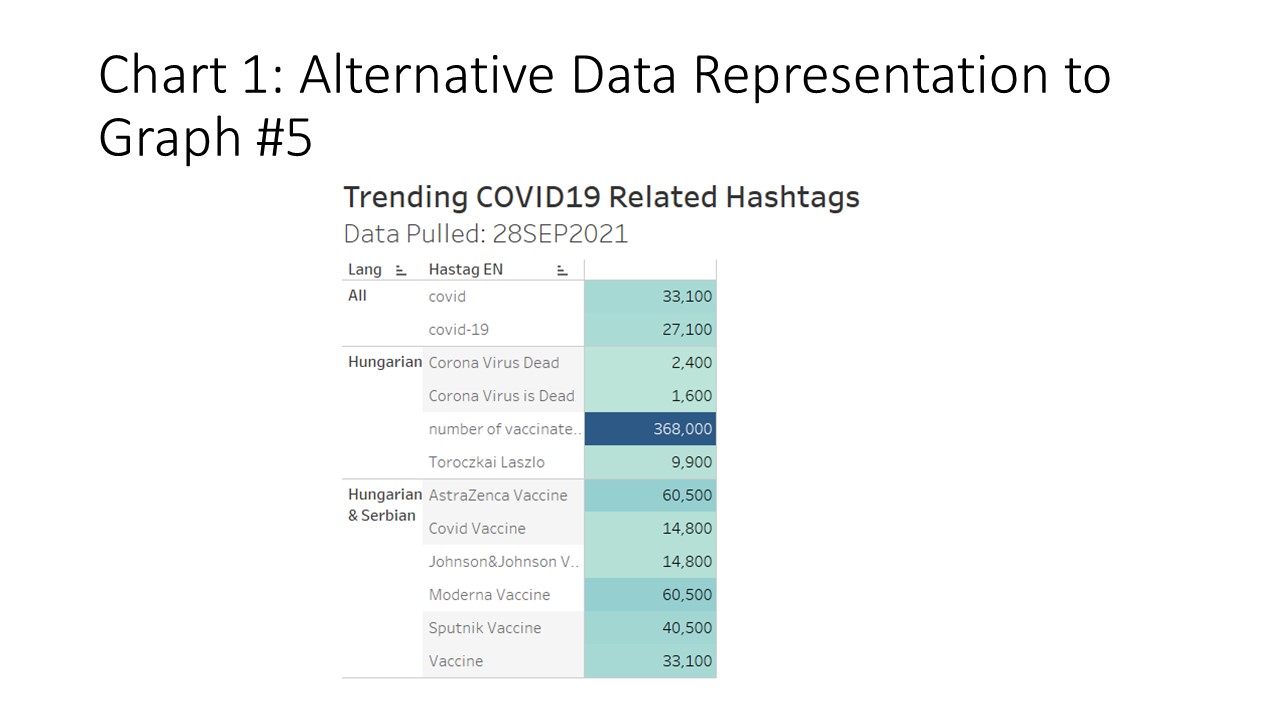 Chart 1: Alternative Data Representation to
Graph #5
Trending COVID19 Related Hashtags
Data Pulled: 28SEP2021
Lang Hastag EN
All covid 33,100
covid-19 27,100
Hungarian Corona Virus Dead 2,400
Corona Virus is Dead 1,600
number of vaccinate.. 368,000
Toroczkai Laszlo 9,900
Hungarian AstraZenca Vaccine 60,500
& Serbian
Covid Vaccine 14,800
Johnson&Johnson V.. 14,800
Moderna Vaccine 60,500
Sputnik Vaccine 40,500
Vaccine 33,100